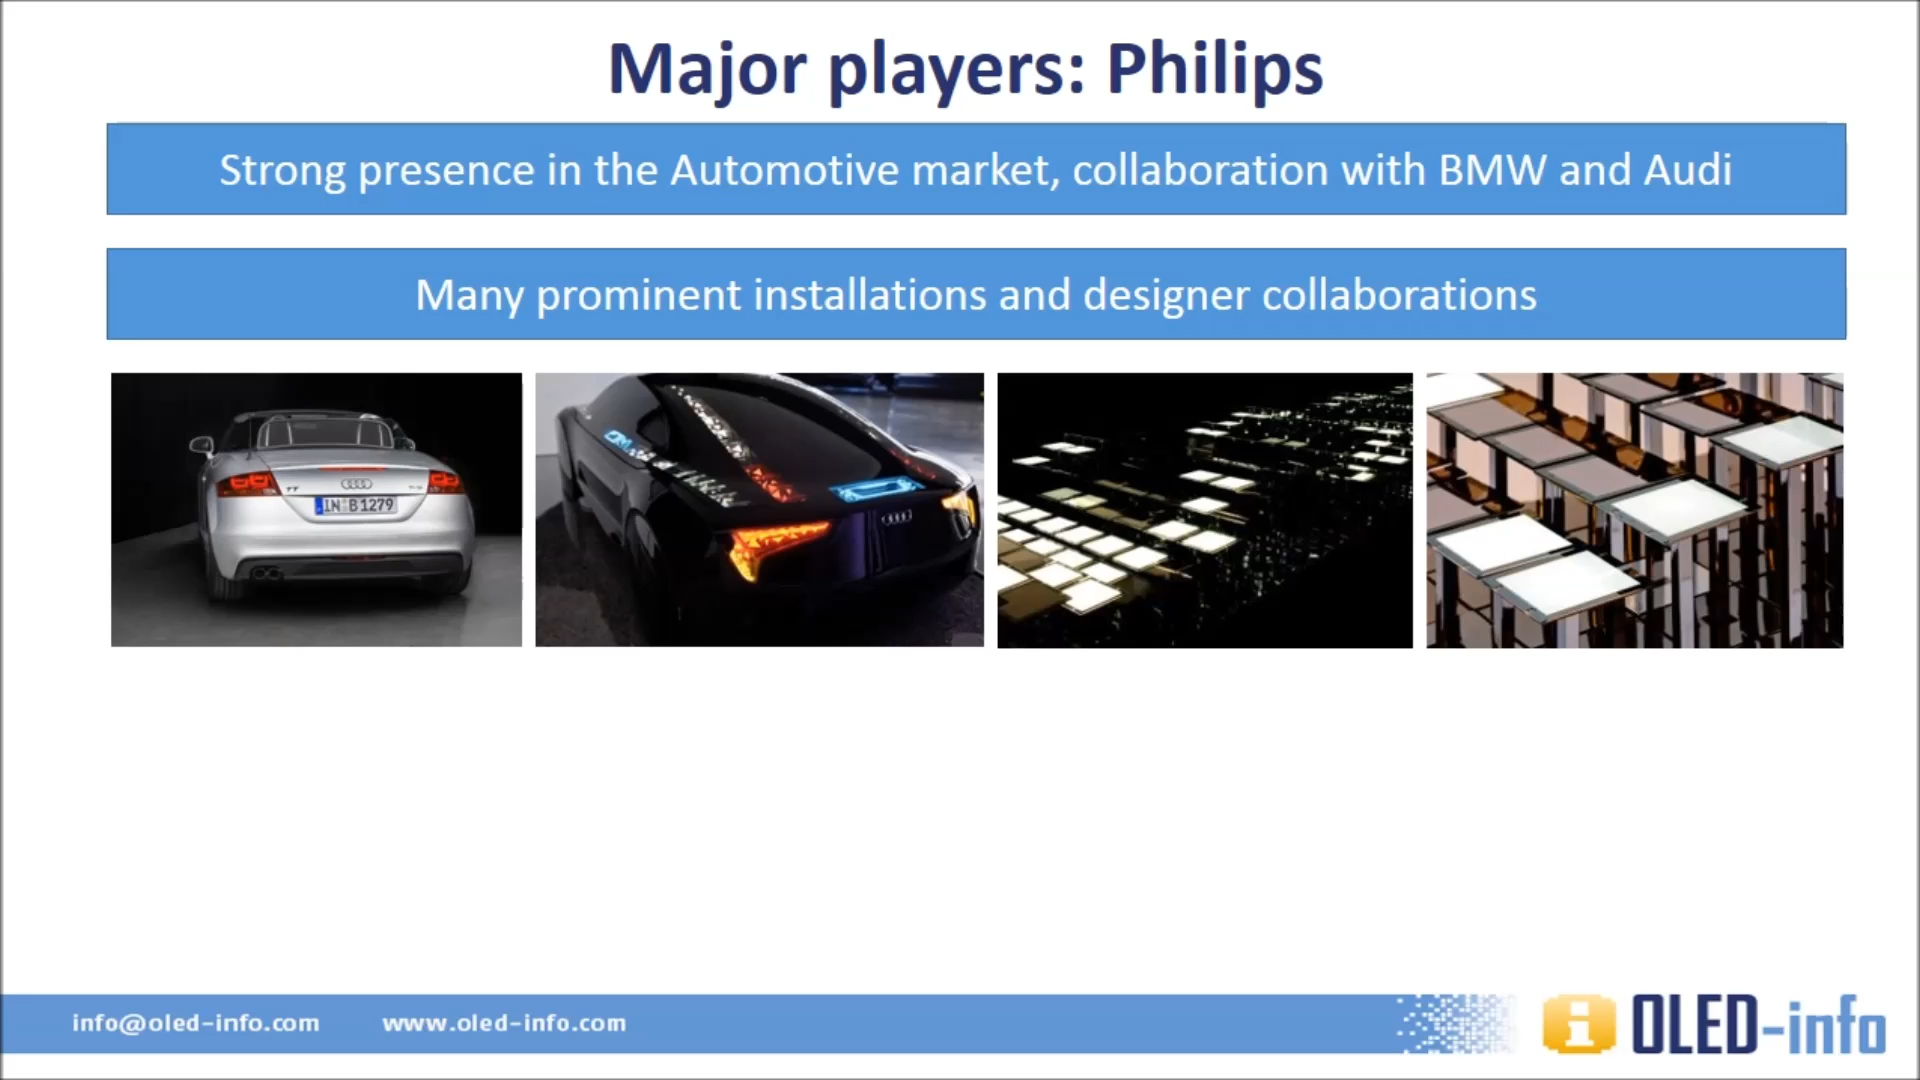 Major players: Philips
Strong presence in the Automotive market, collaboration with BMW and Audi
Many prominent installations and designer collaborations
TT
IN B 1279
info@oled-info.com
www.oled-info.com
OLED-info